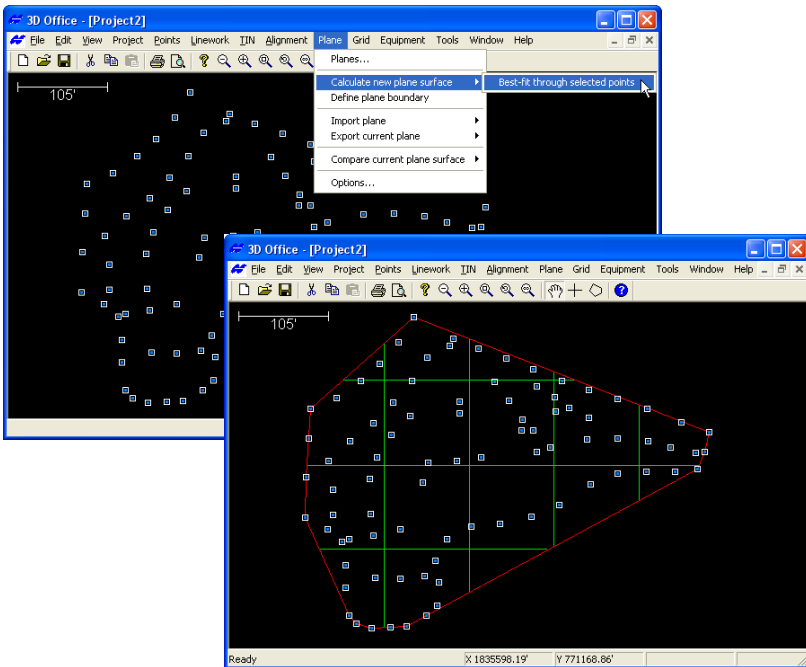 3D Office - [Project2]
File Edit View Project Points Linework TIN Alignment Plane Grid Equipment Tools Window Help
105'
Planes...
Calculate new plane surface
Best-fit through selected points
Define plane boundary
Import plane
Export current plane
Compare current plane surface
Options...
3D Office - [Project2]
File Edit View Project Points Linework TIN Alignment Plane Grid Equipment Tools Window Help
105'
Ready X 1835598.19' Y 771168.86'